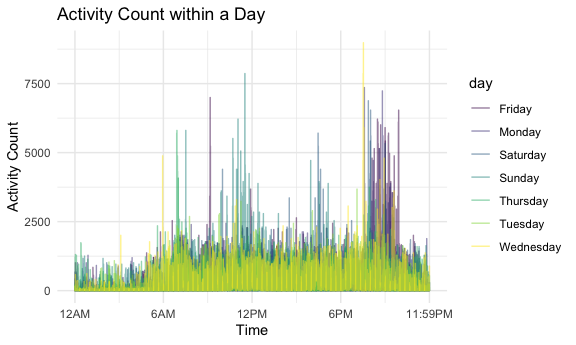 Activity Count within a Day
Activity Count
7500
5000
2500
0
12AM
6AM
12PM
6PM
11:59PM
Time
day
Friday
Monday
Saturday
Sunday
Thursday
Tuesday
Wednesday